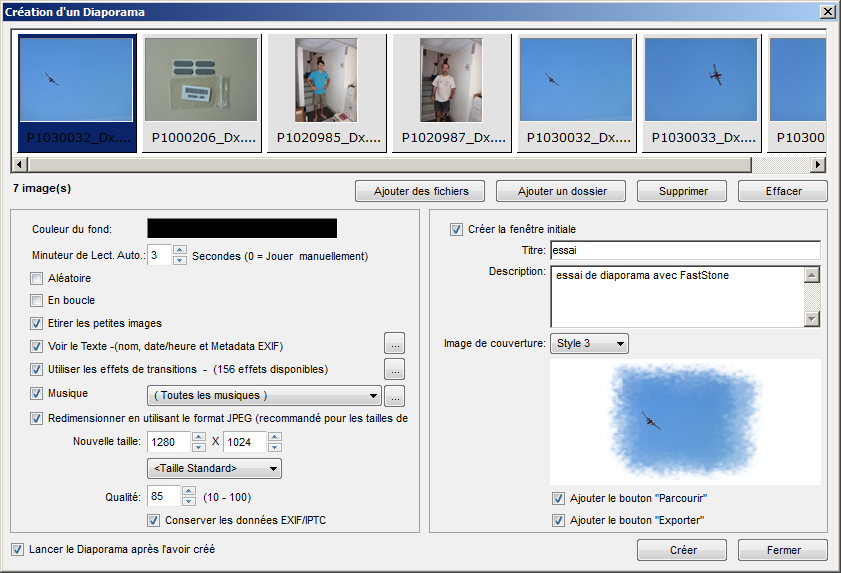 Création d'un Diaporama
P1030032_Dx.... P1000206_Dx.... P1020985_Dx.... P1020987_Dx.... P1030032_Dx.... P1030033_Dx.... P10300
7 image(s)
Ajouter des fichiers Ajouter un dossier Supprimer Effacer
Couleur du fond:
Minuteur de Lect. Auto.: 3 Secondes (0 = Jouer manuellement)
Aléatoire
En boucle
Etirer les petites images
Voir le Texte -(nom, date/heure et Metadata EXIF) ...
Utiliser les effets de transitions - (156 effets disponibles) ...
Musique ( Toutes les musiques ) ...
Redimensionner en utilisant le format JPEG (recommandé pour les tailles de
Nouvelle taille: 1280 X 1024
<Taille Standard>
Qualité: 85 (10 - 100)
Conserver les données EXIF/IPTC
Créer la fenêtre initiale
Titre: essai
Description: essai de diaporama avec FastStone
Image de couverture: Style 3
Ajouter le bouton "Parcourir"
Ajouter le bouton "Exporter"
Lancer le Diaporama après l'avoir créé
Créer Fermer